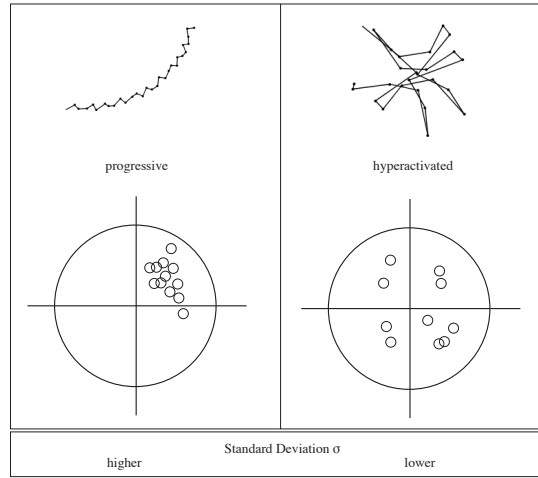 progressive
hyperactivated
Standard Deviation σ
higher
lower